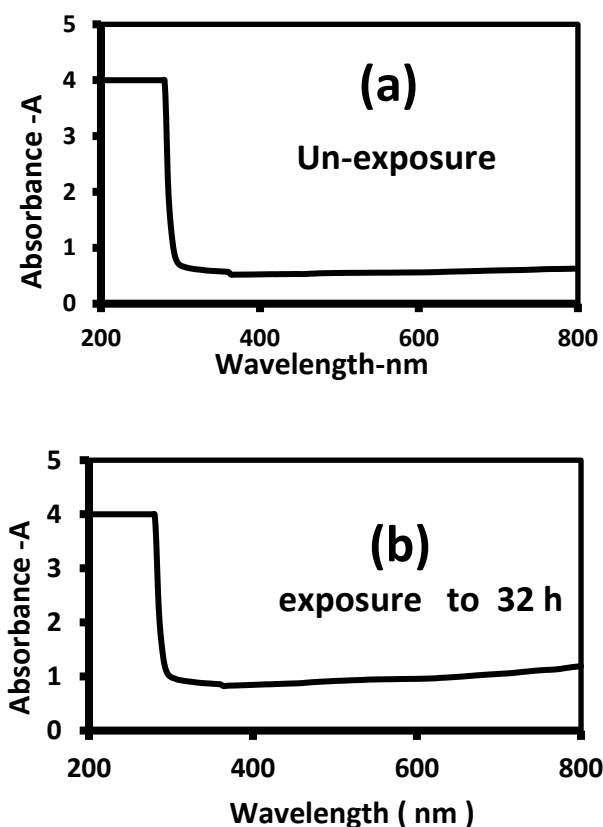 5
4
3
2
1
0
Absorbance -A
(a)
Un-exposure
200 400 600 800
Wavelength-nm
5
4
3
2
1
0
Absorbance -A
(b)
exposure to 32 h
200 400 600 800
Wavelength ( nm )